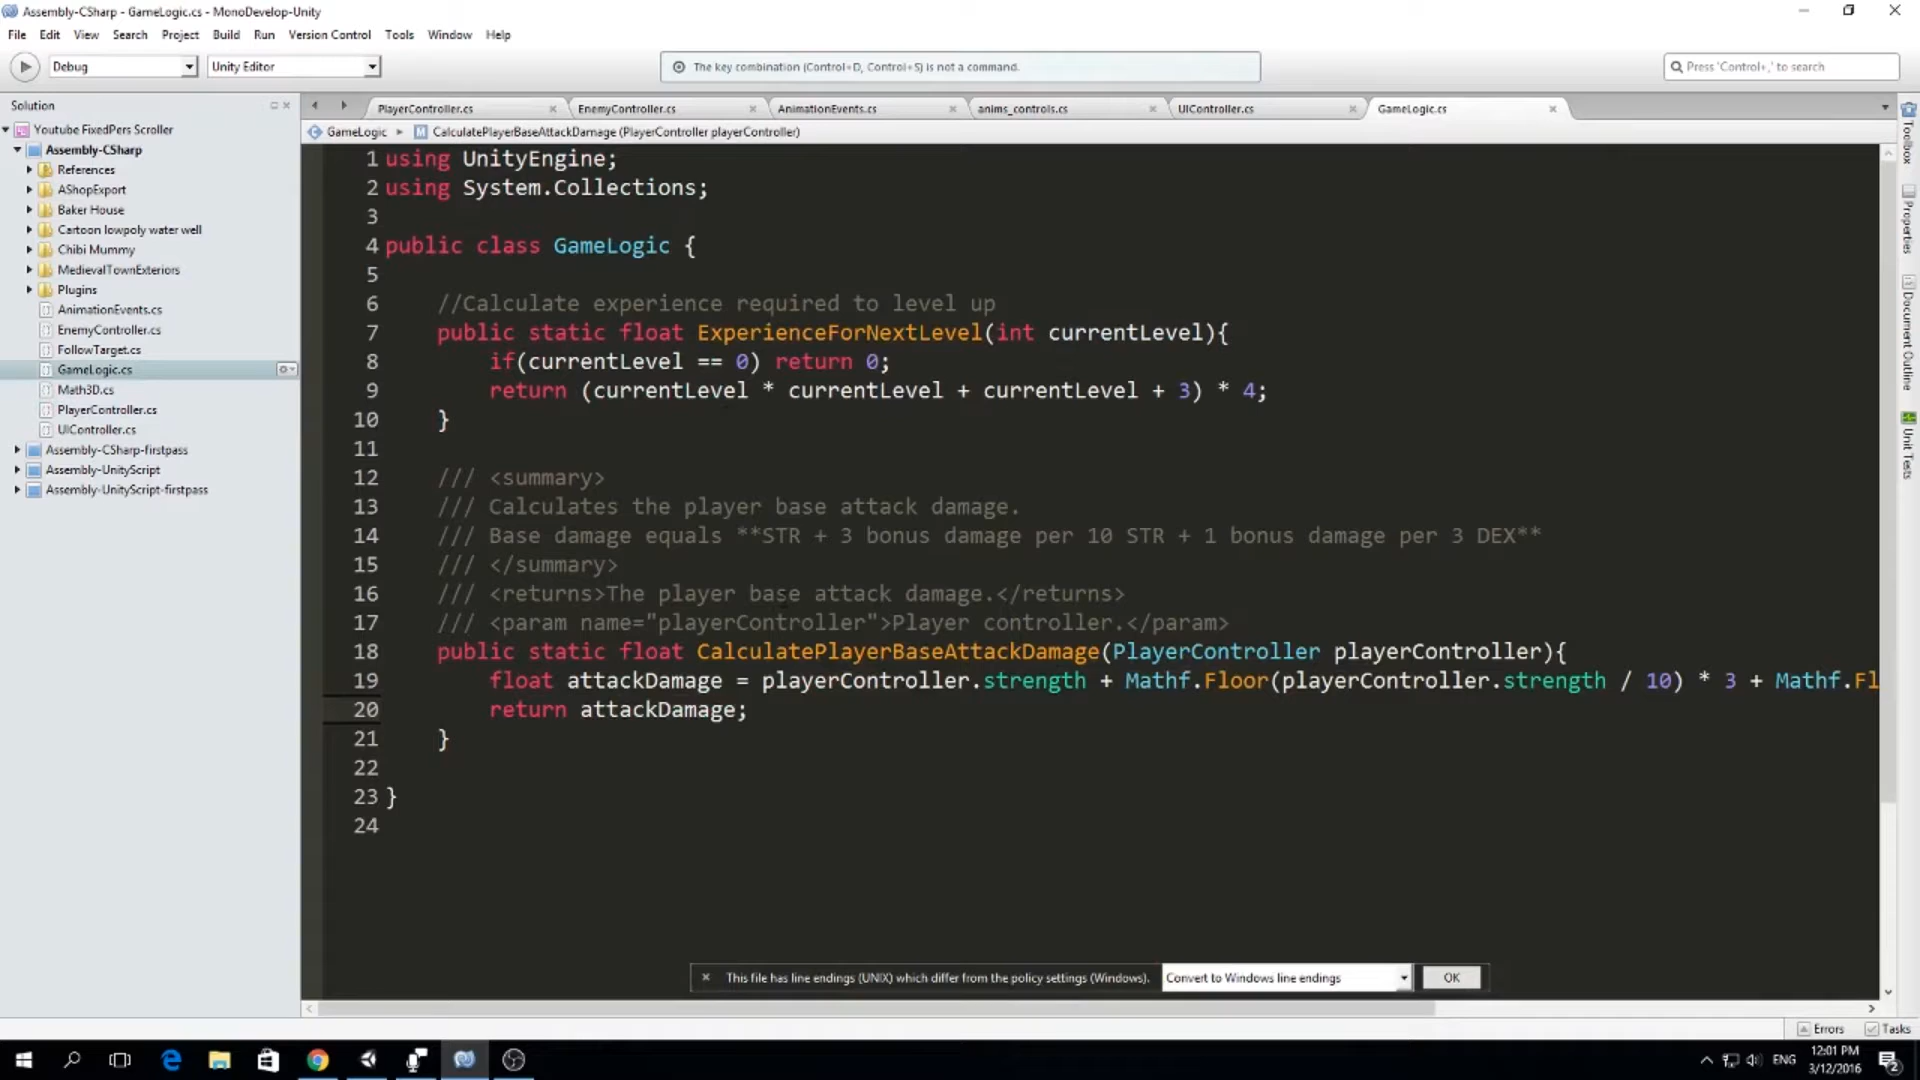 Assembly-CSharp - GameLogic.cs - MonoDevelop-Unity
File Edit View Search Project Build Run Version Control Tools Window Help
Debug Unity Editor The key combination (Control+D, Control+S) is not a command. Press 'Control+,' to search
Solution
PlayerController.cs EnemyController.cs AnimationEvents.cs anims_controls.cs UIController.cs GameLogic.cs
GameLogic CalculatePlayerBaseAttackDamage (PlayerController playerController)
Youtube FixedPers Scroller
Assembly-CSharp
References
AShopExport
Baker House
Cartoon lowpoly water well
Chibi Mummy
MedievalTownExteriors
Plugins
AnimationEvents.cs
EnemyController.cs
FollowTarget.cs
GameLogic.cs
Math3D.cs
PlayerController.cs
UIController.cs
Assembly-CSharp-firstpass
Assembly-UnityScript
Assembly-UnityScript-firstpass
1 using UnityEngine;
2 using System.Collections;
3
4 public class GameLogic {
5
6 //Calculate experience required to level up
7 public static float ExperienceForNextLevel(int currentLevel){
8 if(currentLevel == 0) return 0;
9 return (currentLevel * currentLevel + currentLevel + 3) * 4;
10 }
11
12 /// <summary>
13 /// Calculates the player base attack damage.
14 /// Base damage equals **STR + 3 bonus damage per 10 STR + 1 bonus damage per 3 DEX**
15 /// </summary>
16 /// <returns>The player base attack damage.</returns>
17 /// <param name="playerController">Player controller.</param>
18 public static float CalculatePlayerBaseAttackDamage(PlayerController playerController){
19 float attackDamage = playerController.strength + Mathf.Floor(playerController.strength / 10) * 3 + Mathf.Fl
20 return attackDamage;
21 }
22
23 }
24
Toolbox
Properties
Document Outline
Unit Tests
This file has line endings (UNIX) which differ from the policy settings (Windows). Convert to Windows line endings OK
Errors Tasks
ENG
12:01 PM
3/12/2016
2